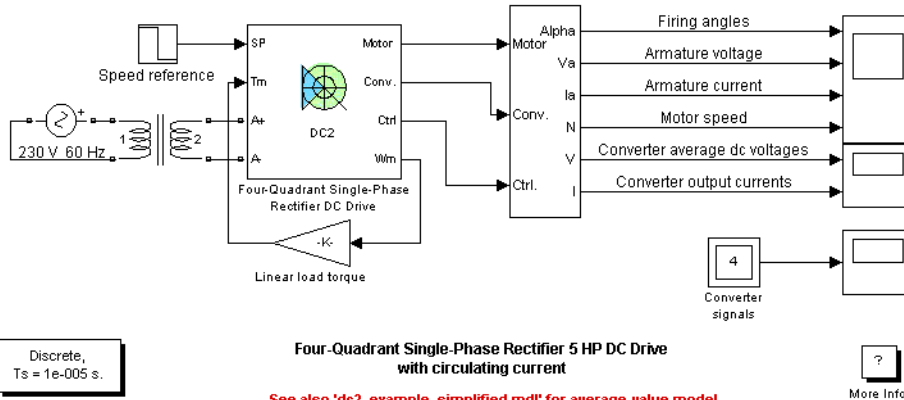 Speed reference
230 V 60 Hz
+
1
2
SP
Tm
A+
A-
Motor
Conv.
Ctrl
Wm
DC2
Four-Quadrant Single-Phase
Rectifier DC Drive
-K-
Linear load torque
Motor
Conv.
Ctrl.
Alpha
Va
Ia
N
V
I
Firing angles
Armature voltage
Armature current
Motor speed
Converter average dc voltages
Converter output currents
4
Converter
signals
Discrete,
Ts = 1e-005 s.
Four-Quadrant Single-Phase Rectifier 5 HP DC Drive
with circulating current
See also 'dc2_example_simplified.mdl' for average-value model
?
More Info